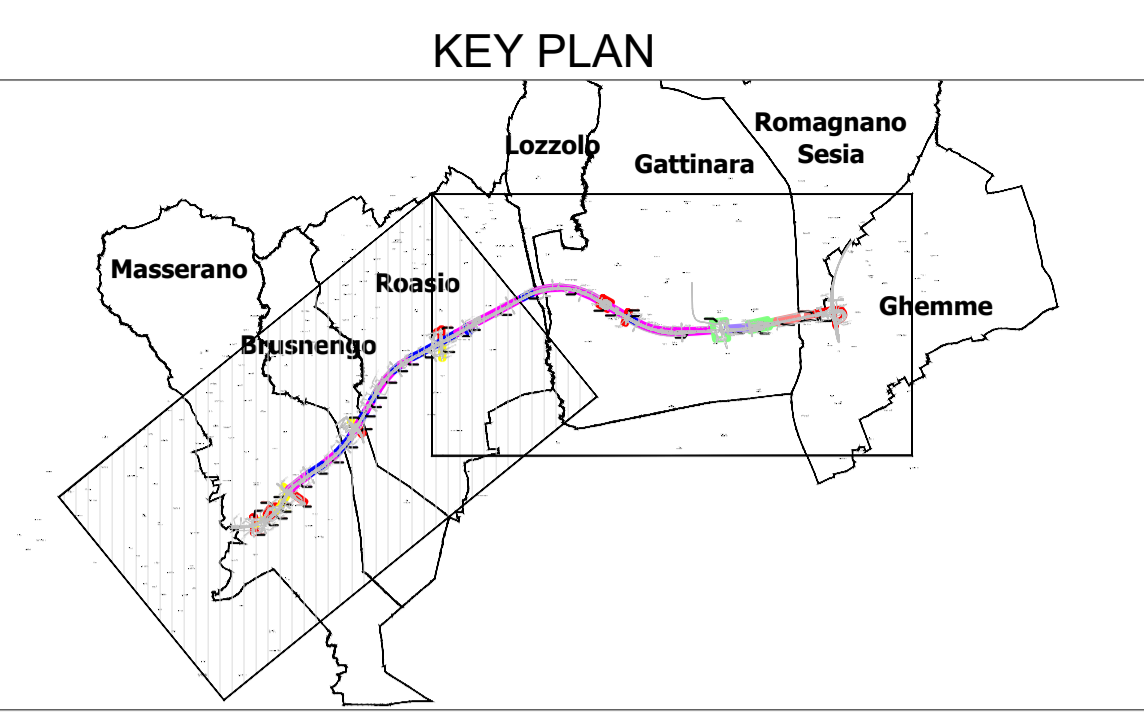 KEY PLAN
Romagnano
Sesia
Lozzolo
Gattinara
Masserano
Roasio
Ghemme
Brusnengo